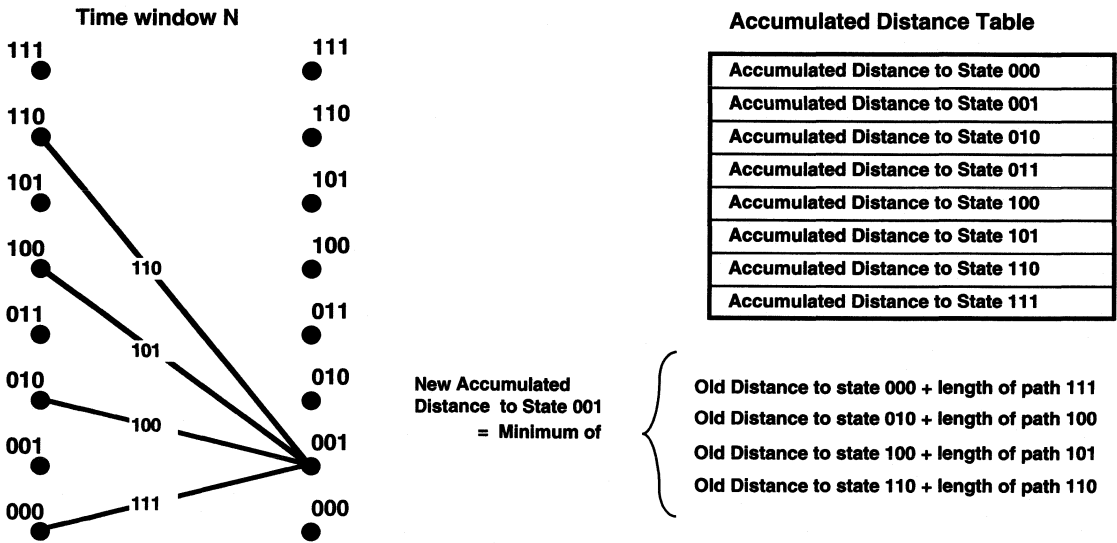 Time window N
111
111
110
110
101
101
100
100
110
011
011
101
010
010
100
001
001
111
000
000
Accumulated Distance Table
Accumulated Distance to State 000
Accumulated Distance to State 001
Accumulated Distance to State 010
Accumulated Distance to State 011
Accumulated Distance to State 100
Accumulated Distance to State 101
Accumulated Distance to State 110
Accumulated Distance to State 111
New Accumulated
Distance to State 001
= Minimum of
Old Distance to state 000 + length of path 111
Old Distance to state 010 + length of path 100
Old Distance to state 100 + length of path 101
Old Distance to state 110 + length of path 110